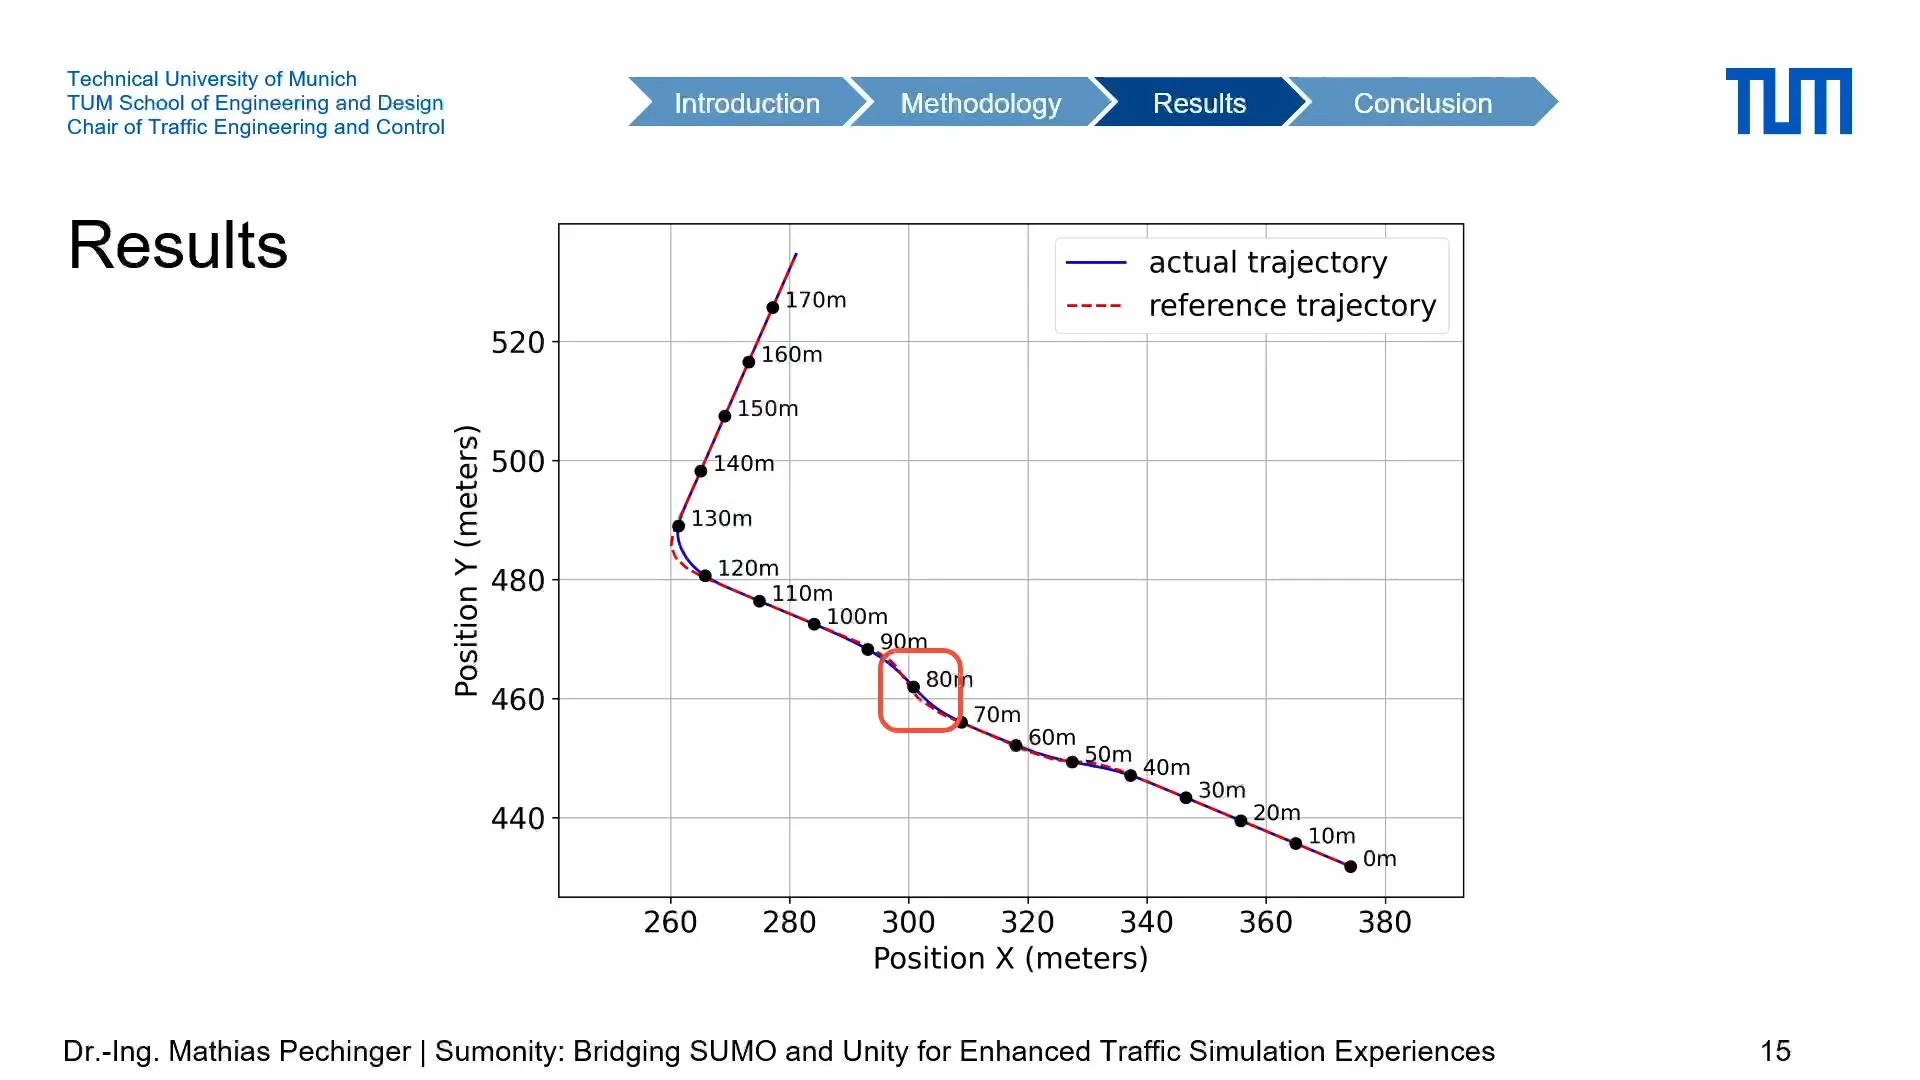 Technical University of Munich
TUM School of Engineering and Design
Chair of Traffic Engineering and Control
Introduction
Methodology
Results
Conclusion
TUM
Results
actual trajectory
reference trajectory
170m
160m
150m
140m
130m
120m
110m
100m
90m
80m
70m
60m
50m
40m
30m
20m
10m
0m
520
500
480
460
440
Position Y (meters)
260
280
300
320
340
360
380
Position X (meters)
Dr.-Ing. Mathias Pechinger | Sumonity: Bridging SUMO and Unity for Enhanced Traffic Simulation Experiences
15